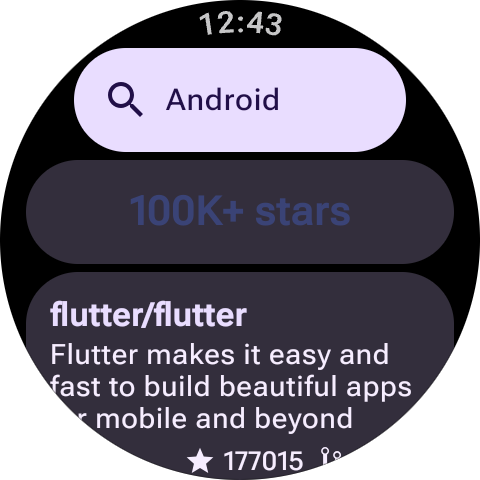 12:43
Android
100K+ stars
flutter/flutter
Flutter makes it easy and
fast to build beautiful apps
mobile and beyond
177015